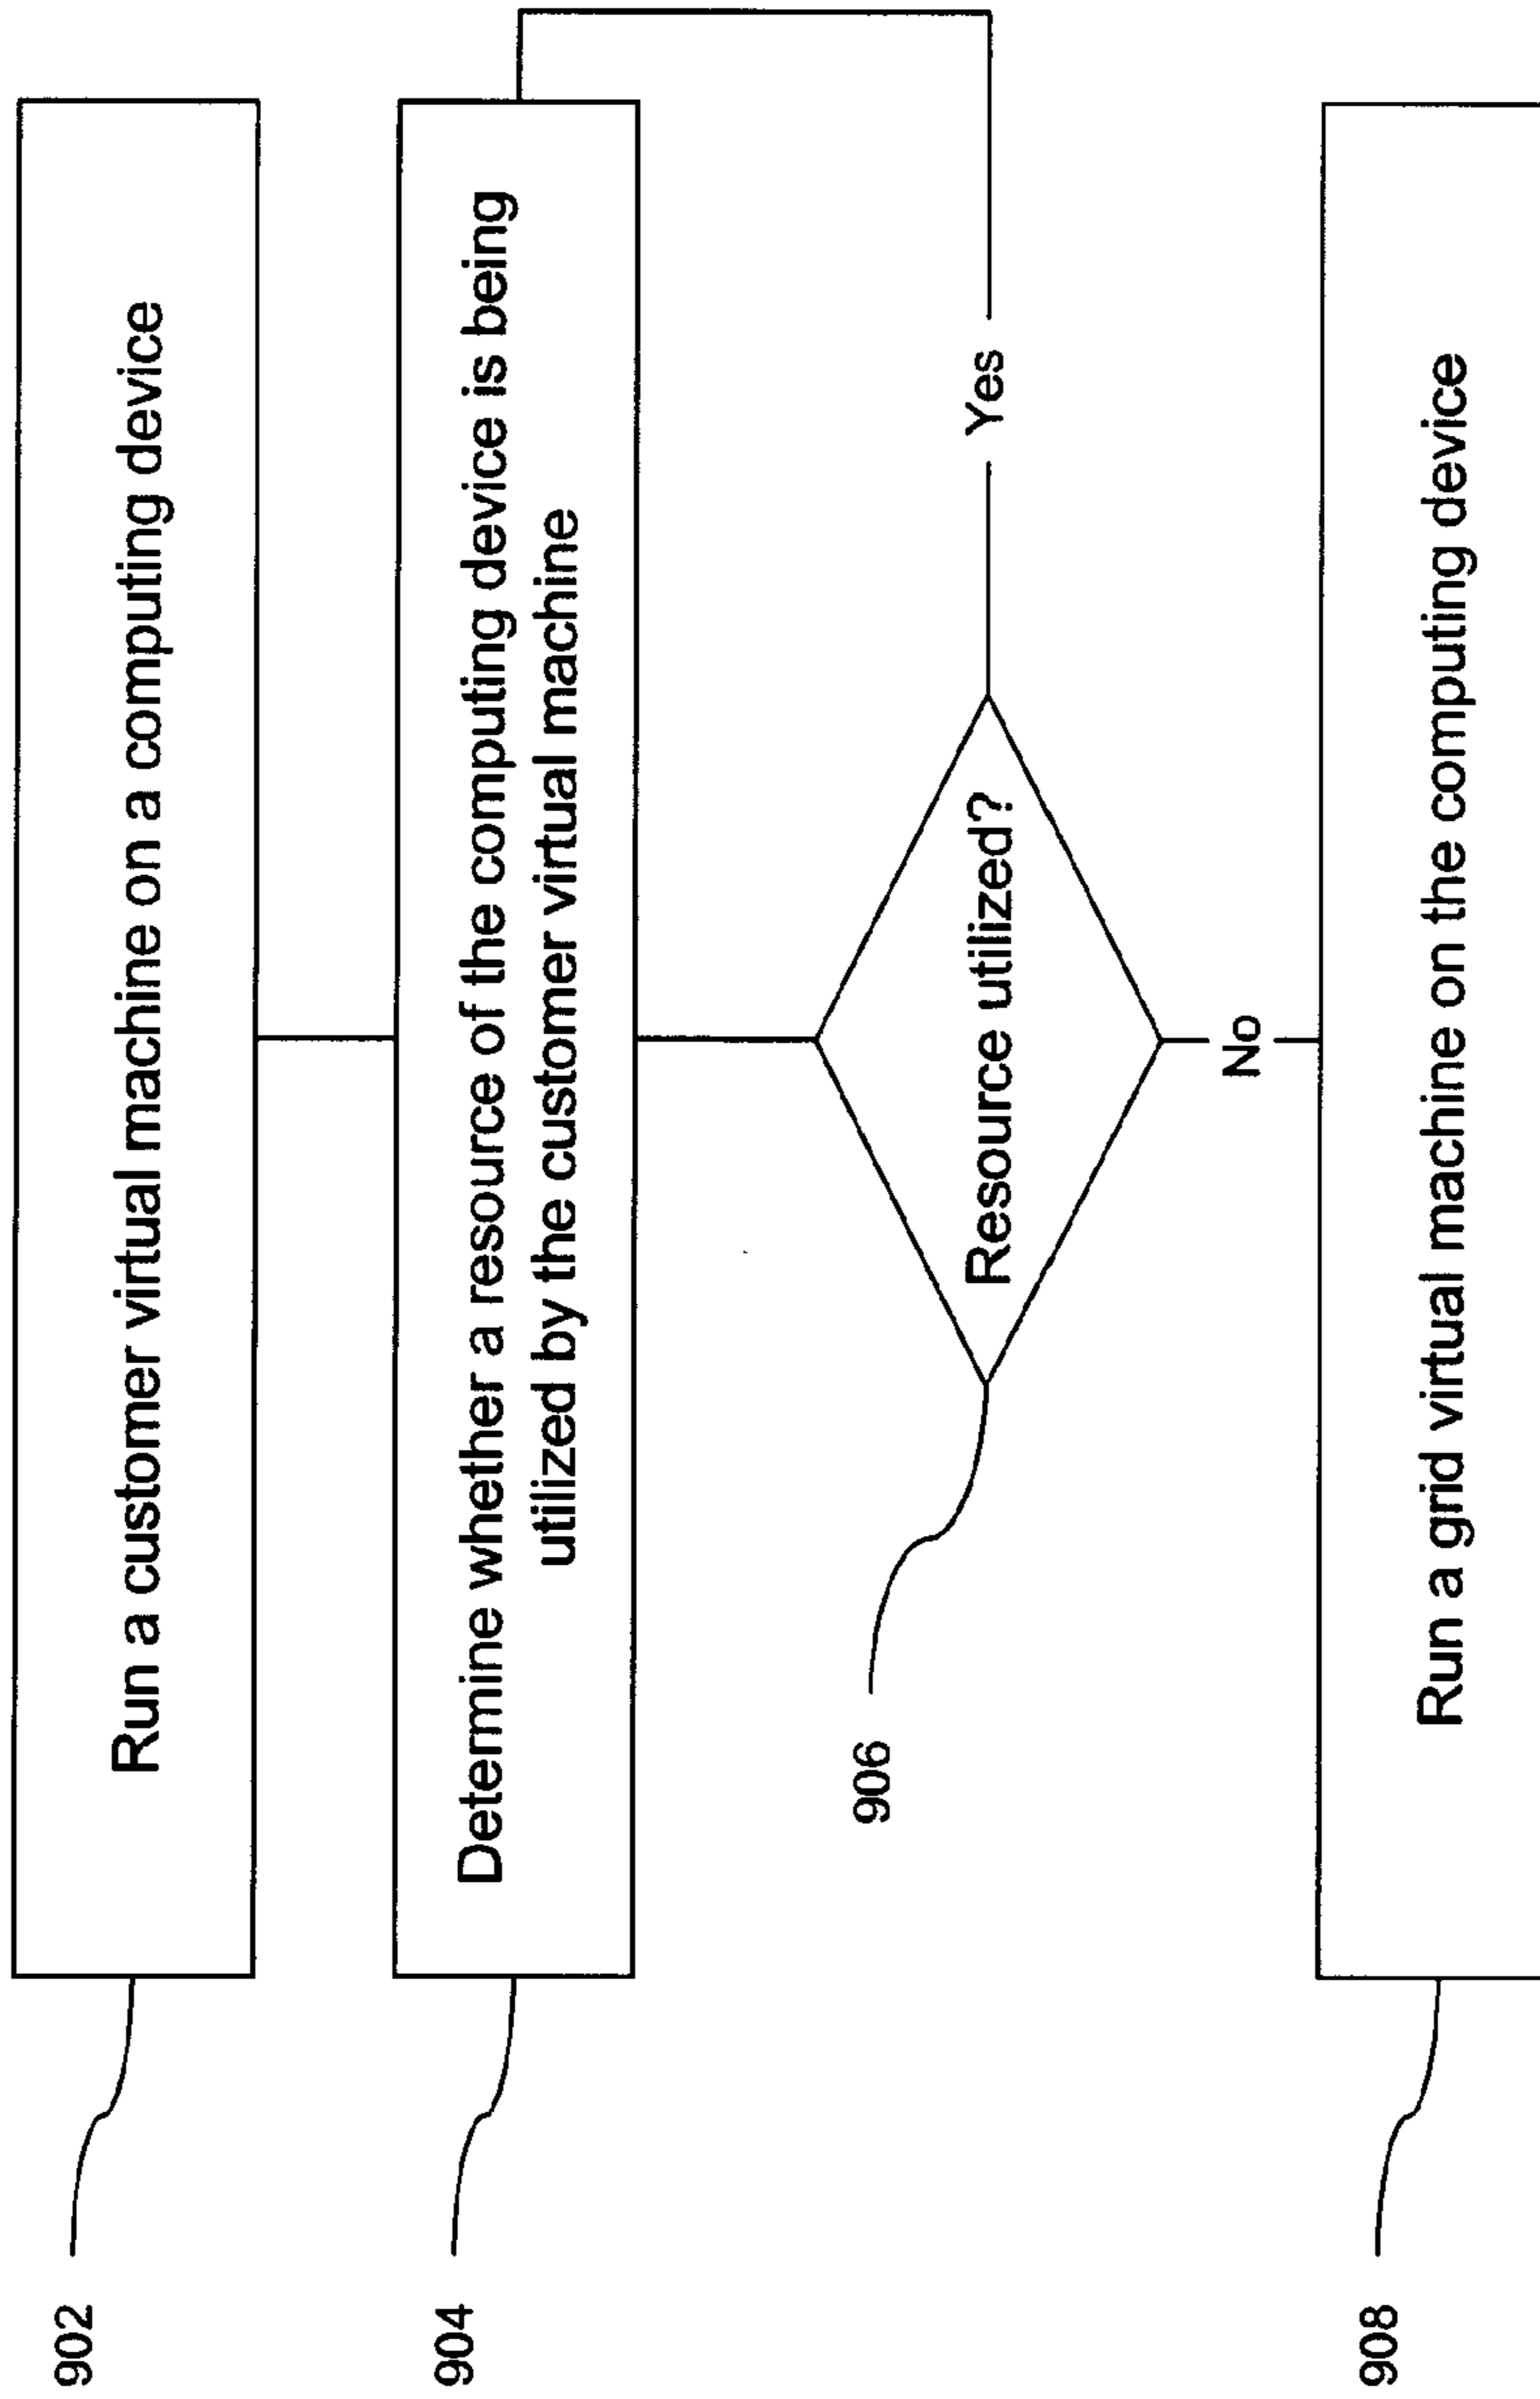 902
Run a customer virtual machine on a computing device
904
Determine whether a resource of the computing device is being
utilized by the customer virtual machine
906
Resource utilized?
Yes
No
908
Run a grid virtual machine on the computing device